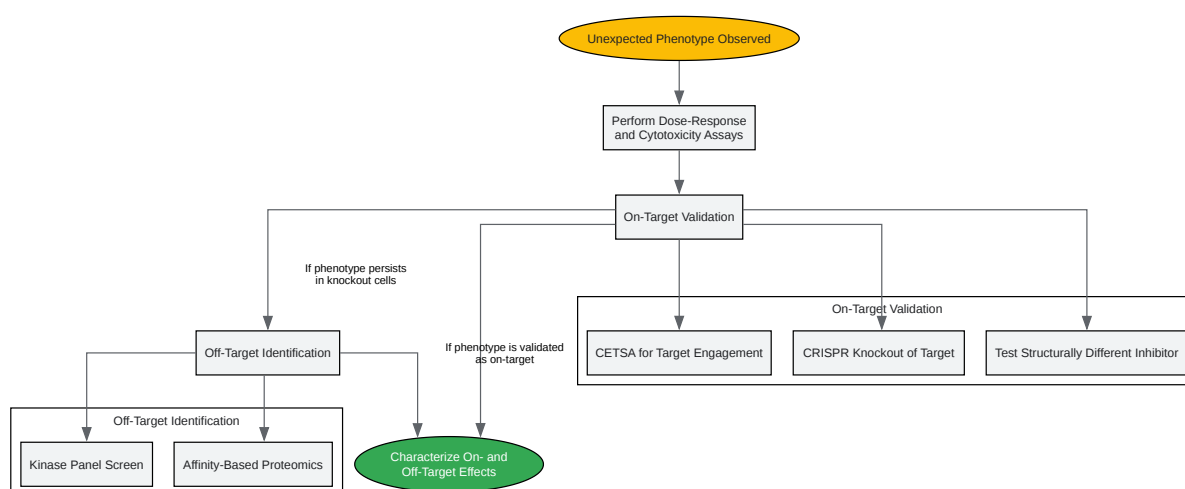 Unexpected Phenotype Observed
Perform Dose-Response
and Cytotoxicity Assays
On-Target Validation
If phenotype persists
in knockout cells
On-Target Validation
Off-Target Identification
If phenotype is validated
as on-target
CETSA for Target Engagement
CRISPR Knockout of Target
Test Structurally Different Inhibitor
Off-Target Identification
Kinase Panel Screen
Affinity-Based Proteomics
Characterize On- and
Off-Target Effects